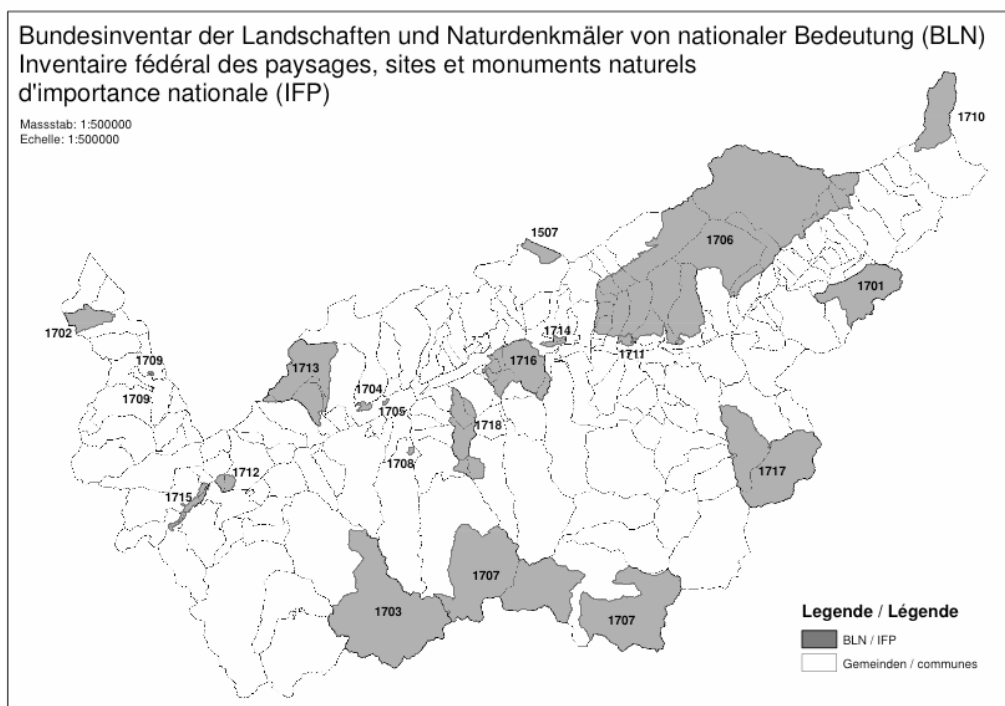 Bundesinventar der Landschaften und Naturdenkmäler von nationaler Bedeutung (BLN)
Inventaire fédéral des paysages, sites et monuments naturels
d'importance nationale (IFP)
Massstab: 1:500000
Echelle: 1:500000
1710
1507
1706
1701
1702
1714
1711
1709
1713
1716
1704
1709
1705
1718
1708
1712
1717
1715
1707
1703
1707
Legende / Légende
BLN / IFP
Gemeinden / communes